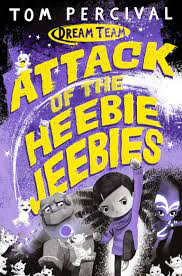 TOM PERCIVAL
DREAM TEAM
ATTACK
OF THE
HEEBIE
JEEBIES